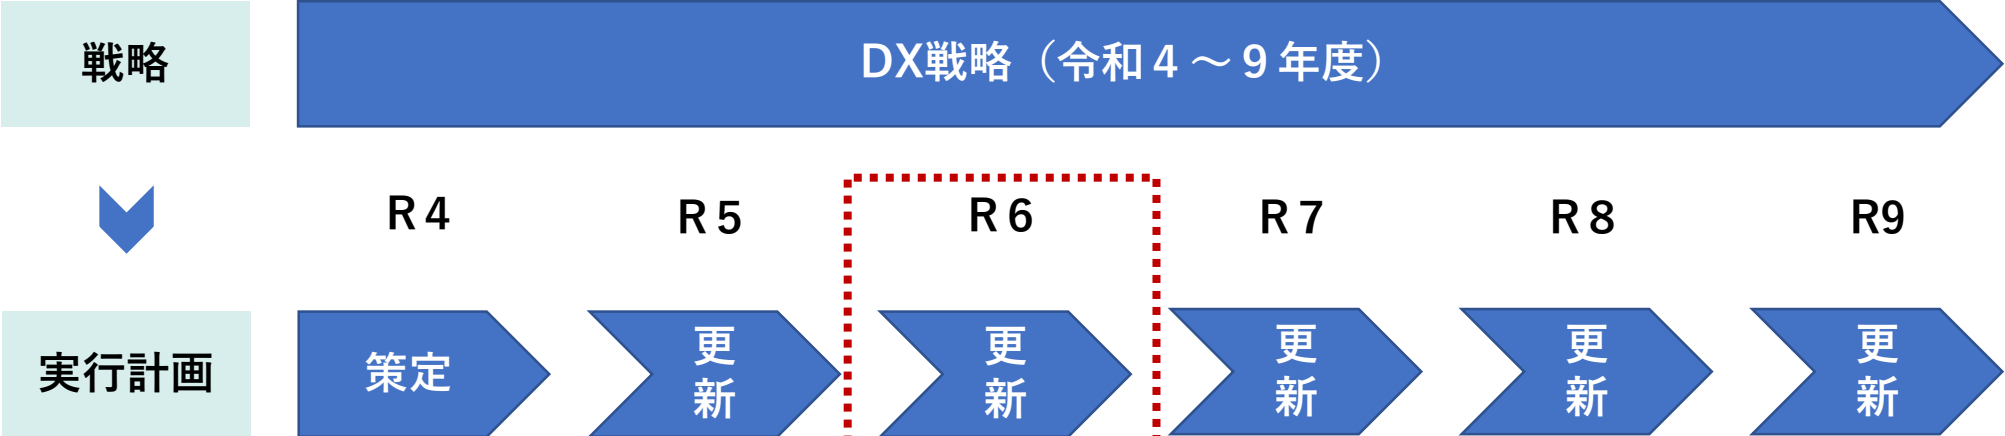 戦略
DX戦略（令和４～９年度）
R４
R５
R６
R７
R８
R9
実行計画
策定
更
新
更
新
更
新
更
新
更
新